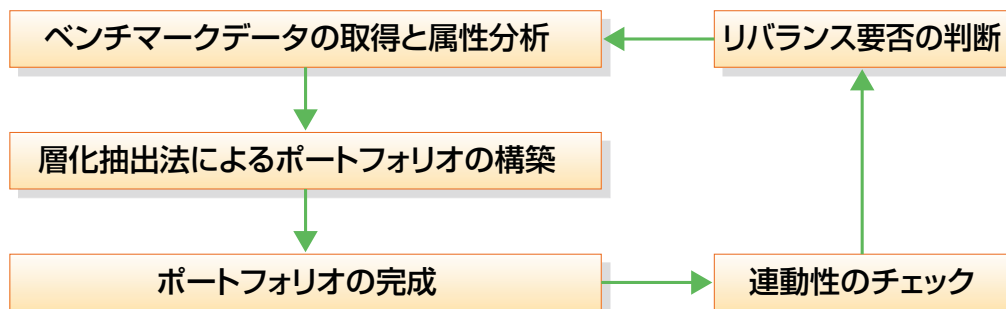 ベンチマークデータの取得と属性分析
リバランス要否の判断
層化抽出法によるポートフォリオの構築
ポートフォリオの完成
連動性のチェック